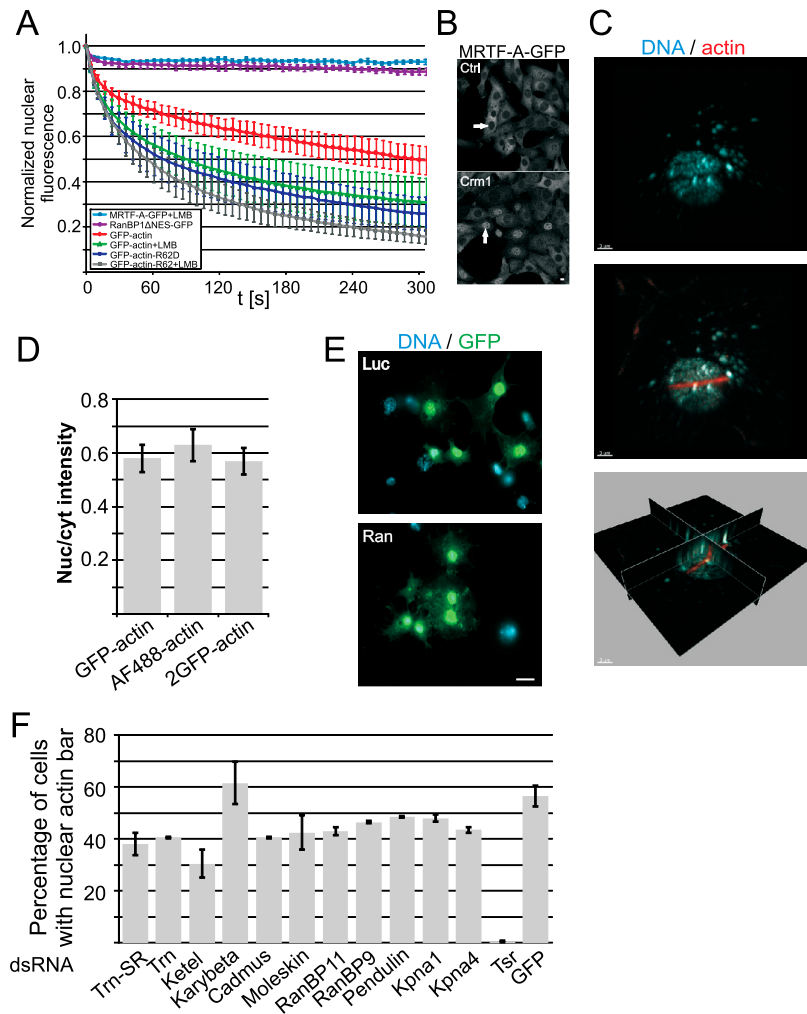 A
1.0
0.8
0.6
0.4
0.2
Normalized nuclear
fluorescence
MRTF-A-GFP+LMB
RanBP1ΔNES-GFP
GFP-actin
GFP-actin+LMB
GFP-actin-R62D
GFP-actin-R62+LMB
0 60 120 180 240 300
t [s]
B
MRTF-A-GFP
Ctrl
Crm1
C
DNA / actin
D
0.8
0.6
0.4
0.2
Nuc/cyt intensity
GFP-actin
AF488-actin
2GFP-actin
E
DNA / GFP
Luc
Ran
F
80
60
40
20
Percentage of cells
with nuclear actin bar
dsRNA
Trn-SR
Trn
Ketel
Karybeta
Cadmus
Moleskin
RanBP11
RanBP9
Pendulin
Kpna1
Kpna4
Tsr
GFP